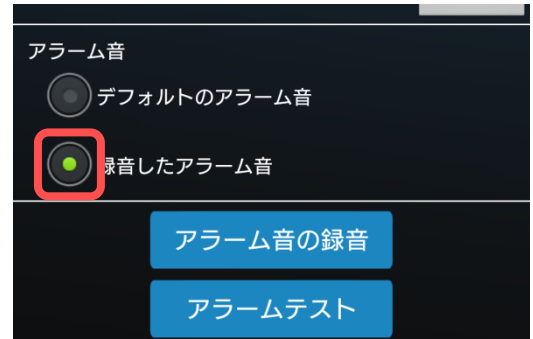 アラーム音
デフォルトのアラーム音
録音したアラーム音
アラーム音の録音
アラームテスト